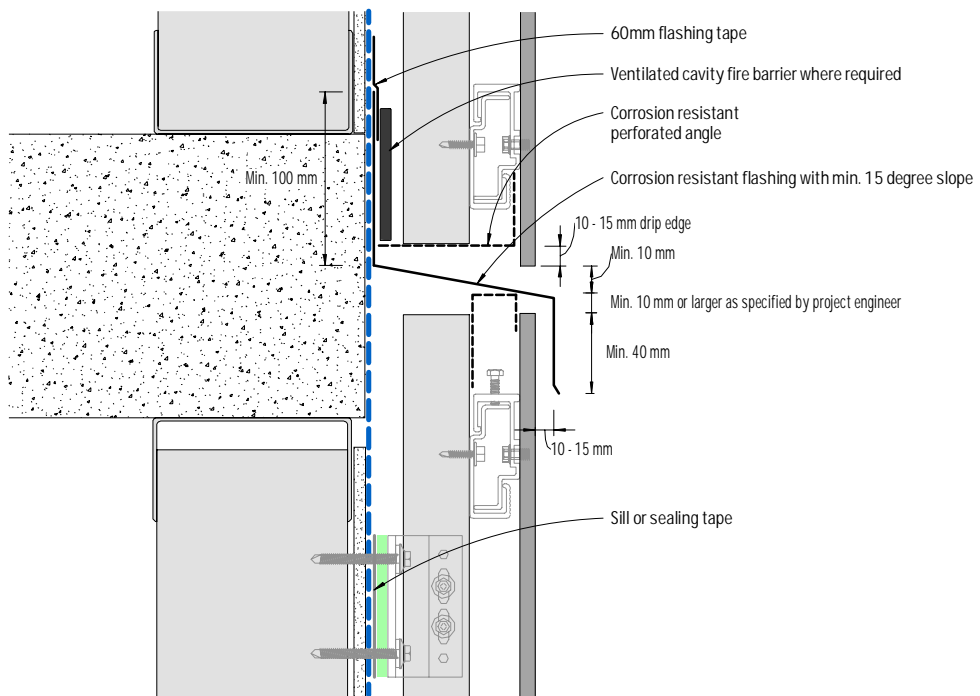 60mm flashing tape
Ventilated cavity fire barrier where required
Corrosion resistant
perforated angle
Min. 100 mm
Corrosion resistant flashing with min. 15 degree slope
10 - 15 mm drip edge
Min. 10 mm
Min. 10 mm or larger as specified by project engineer
Min. 40 mm
10 - 15 mm
Sill or sealing tape